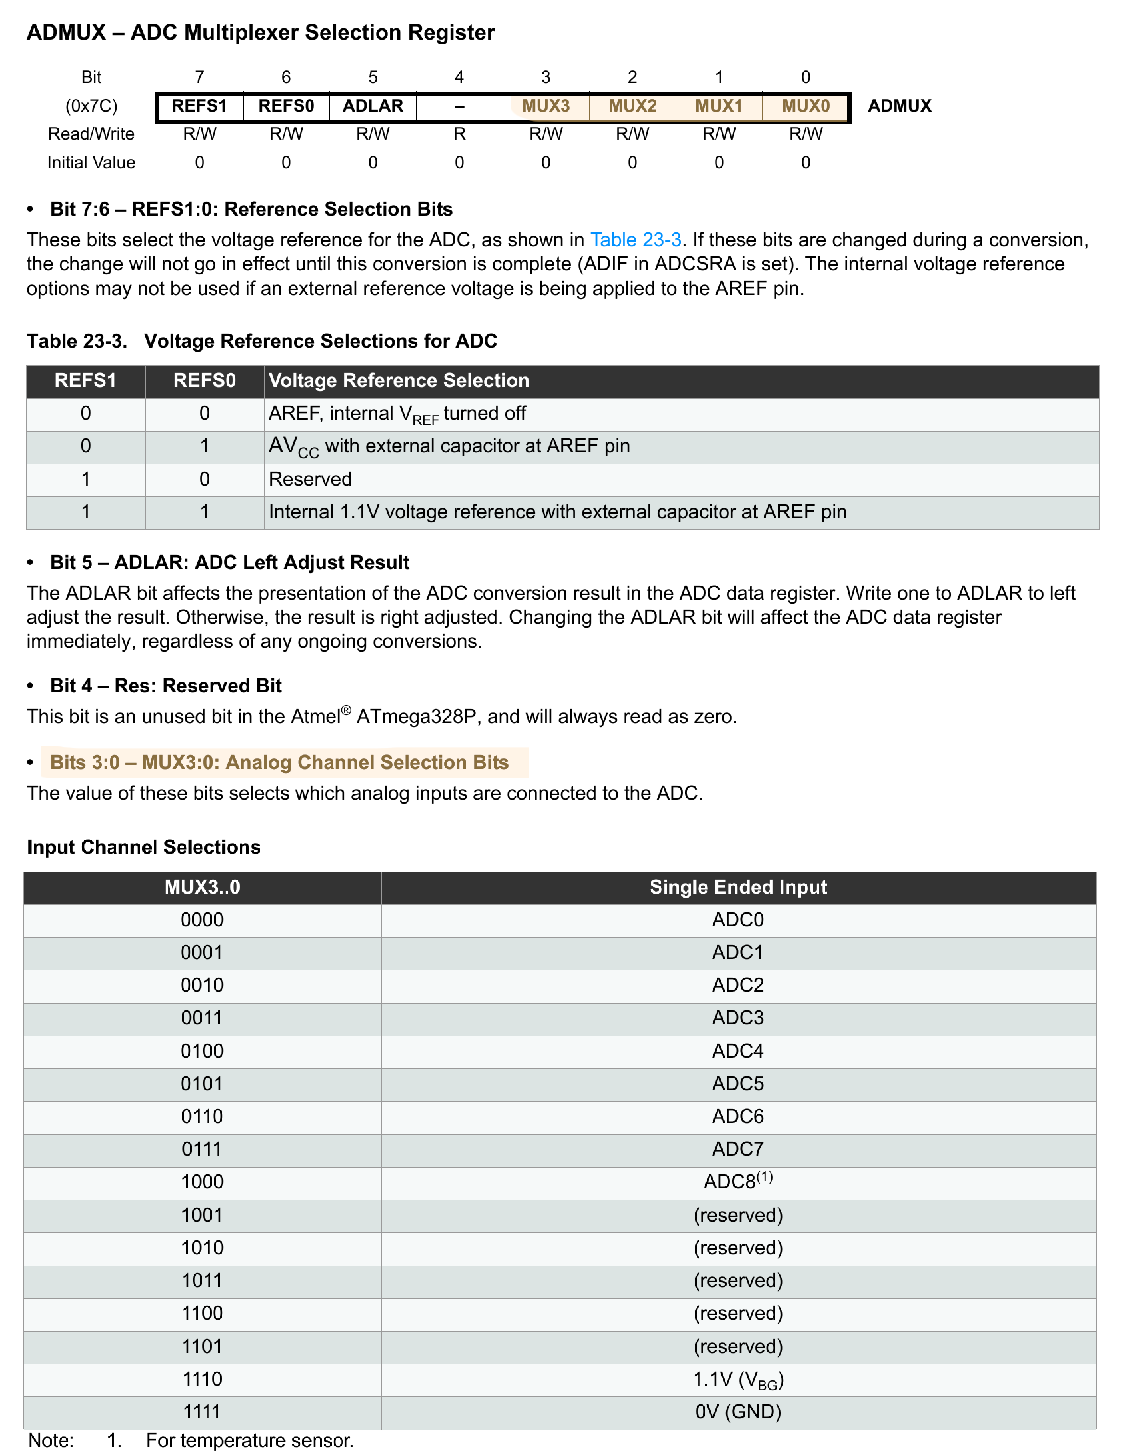 ADMUX – ADC Multiplexer Selection Register
Bit 7 6 5 4 3 2 1 0
(0x7C) REFS1 REFS0 ADLAR – MUX3 MUX2 MUX1 MUX0 ADMUX
Read/Write R/W R/W R/W R R/W R/W R/W R/W
Initial Value 0 0 0 0 0 0 0 0
• Bit 7:6 – REFS1:0: Reference Selection Bits
These bits select the voltage reference for the ADC, as shown in Table 23-3. If these bits are changed during a conversion,
the change will not go in effect until this conversion is complete (ADIF in ADCSRA is set). The internal voltage reference
options may not be used if an external reference voltage is being applied to the AREF pin.
Table 23-3. Voltage Reference Selections for ADC
REFS1 REFS0 Voltage Reference Selection
0 0 AREF, internal VREF turned off
0 1 AVCC with external capacitor at AREF pin
1 0 Reserved
1 1 Internal 1.1V voltage reference with external capacitor at AREF pin
• Bit 5 – ADLAR: ADC Left Adjust Result
The ADLAR bit affects the presentation of the ADC conversion result in the ADC data register. Write one to ADLAR to left
adjust the result. Otherwise, the result is right adjusted. Changing the ADLAR bit will affect the ADC data register
immediately, regardless of any ongoing conversions.
• Bit 4 – Res: Reserved Bit
This bit is an unused bit in the Atmel® ATmega328P, and will always read as zero.
• Bits 3:0 – MUX3:0: Analog Channel Selection Bits
The value of these bits selects which analog inputs are connected to the ADC.
Input Channel Selections
MUX3..0 Single Ended Input
0000 ADC0
0001 ADC1
0010 ADC2
0011 ADC3
0100 ADC4
0101 ADC5
0110 ADC6
0111 ADC7
1000 ADC8(1)
1001 (reserved)
1010 (reserved)
1011 (reserved)
1100 (reserved)
1101 (reserved)
1110 1.1V (VBG)
1111 0V (GND)
Note: 1. For temperature sensor.